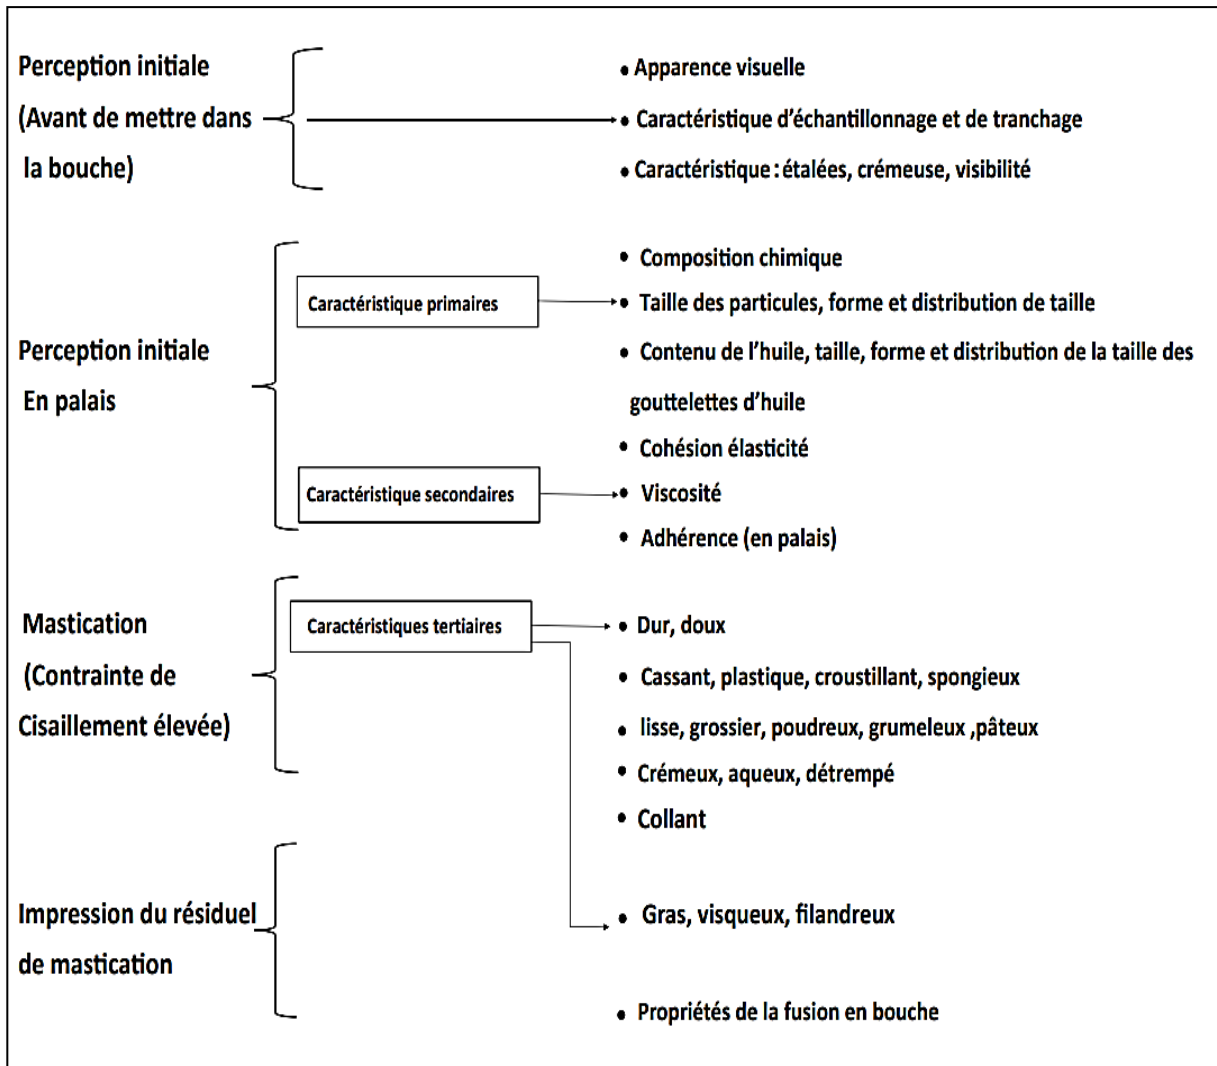 Perception initiale
(Avant de mettre dans
la bouche)
• Apparence visuelle
• Caractéristique d'échantillonnage et de tranchage
• Caractéristique : étalées, crémeuse, visibilité
Perception initiale
En palais
Caractéristique primaires
• Composition chimique
• Taille des particules, forme et distribution de taille
• Contenu de l'huile, taille, forme et distribution de la taille des
gouttelettes d'huile
Caractéristique secondaires
• Cohésion élasticité
• Viscosité
• Adhérence (en palais)
Mastication
(Contrainte de
Cisaillement élevée)
Caractéristiques tertiaires
• Dur, doux
• Cassant, plastique, croustillant, spongieux
• lisse, grossier, poudreux, grumeleux ,pâteux
• Crémeux, aqueux, détrempé
• Collant
Impression du résiduel
de mastication
• Gras, visqueux, filandreux
• Propriétés de la fusion en bouche